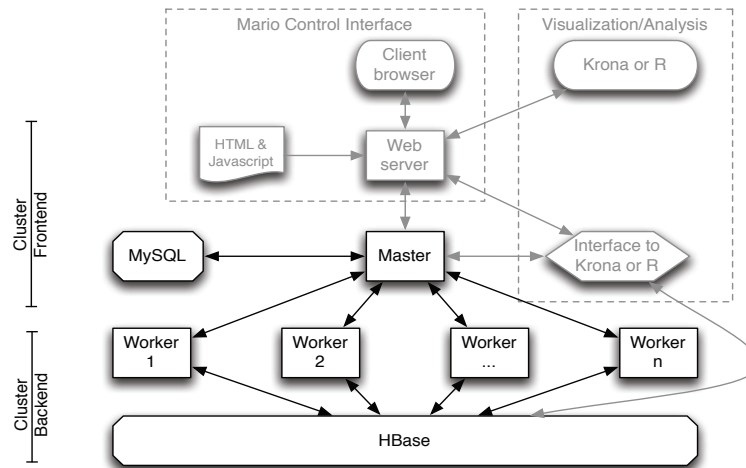 Mario Control Interface
Visualization/Analysis
Client
browser
Krona or R
HTML &
Javascript
Web
server
Cluster
Frontend
MySQL
Master
Interface to
Krona or R
Worker
1
Worker
2
Worker
...
Worker
n
Cluster
Backend
HBase